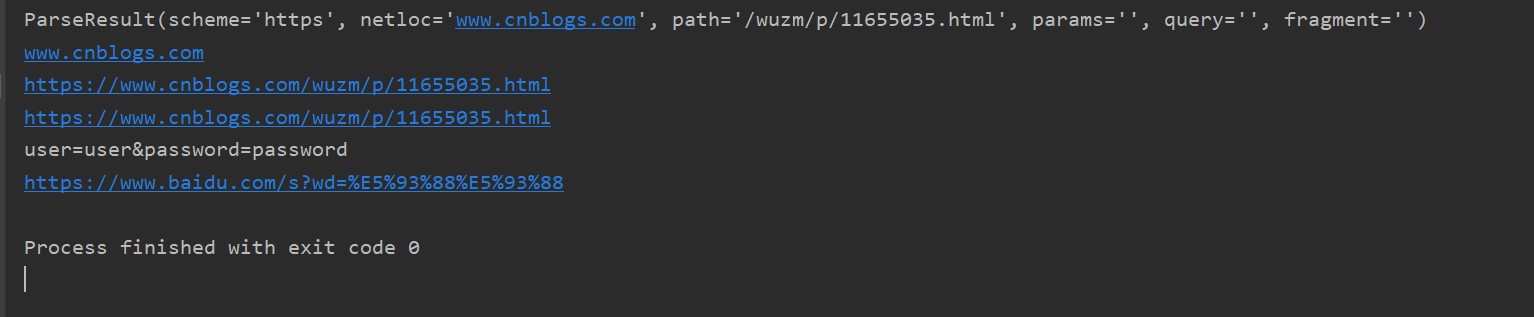 ParseResult(scheme='https', netloc='www.cnblogs.com', path='/wuzm/p/11655035.html', params='', query='', fragment='')
www.cnblogs.com
https://www.cnblogs.com/wuzm/p/11655035.html
https://www.cnblogs.com/wuzm/p/11655035.html
user=user&password=password
https://www.baidu.com/s?wd=%E5%93%88%E5%93%88
Process finished with exit code 0